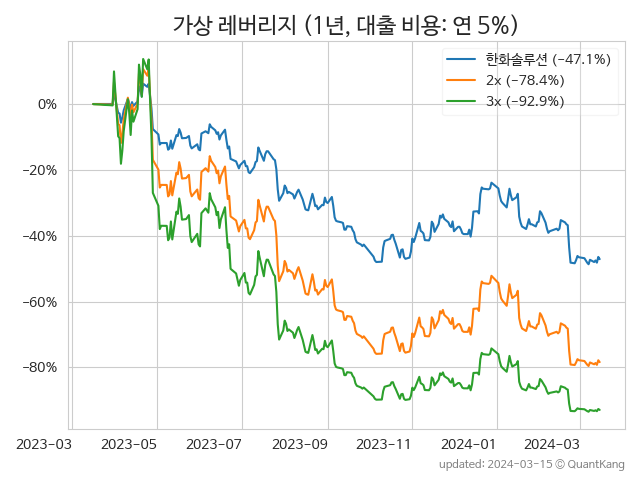 가상 레버리지 (1년, 대출 비용: 연 5%)
한화솔루션 (−47.1%)
2x (−78.4%)
3x (−92.9%)
0%
−20%
−40%
−60%
−80%
2023-03 2023-05 2023-07 2023-09 2023-11 2024-01 2024-03
updated: 2024-03-15 © QuantKang